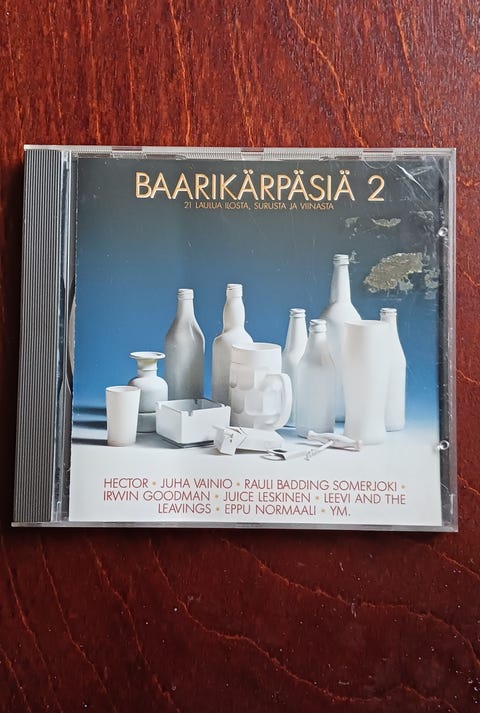 BAARIKÄRPÄSIÄ 2
21 LAULUA ILOSTA, SURUSTA JA VIINASTA
HECTOR • JUHA VAINIO • RAULI BADDING SOMERJOKI •
IRWIN GOODMAN • JUICE LESKINEN • LEEVI AND THE
LEAVINGS • EPPU NORMAALI • YM.